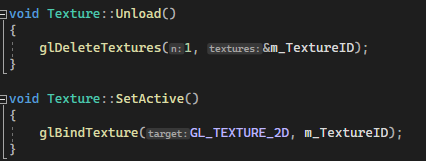 void Texture::Unload()
{
glDeleteTextures(n:1, textures:&m_TextureID);
}
void Texture::SetActive()
{
glBindTexture(target:GL_TEXTURE_2D, m_TextureID);
}